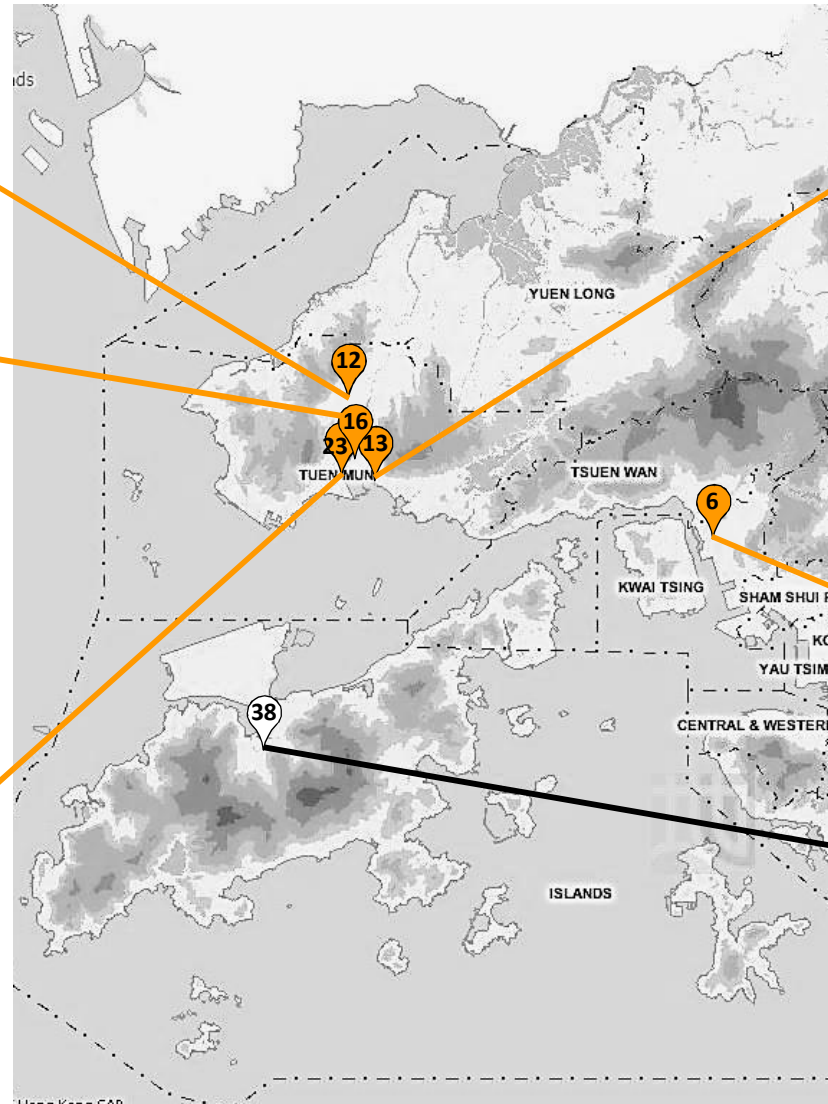 ds
YUEN LONG
12
16
23
13
TUEN MUN
TSUEN WAN
6
KWAI TSING
SHAM SHUI P
KO
YAU TSIM
38
CENTRAL & WESTER
ISLANDS
Hong Kong SAR